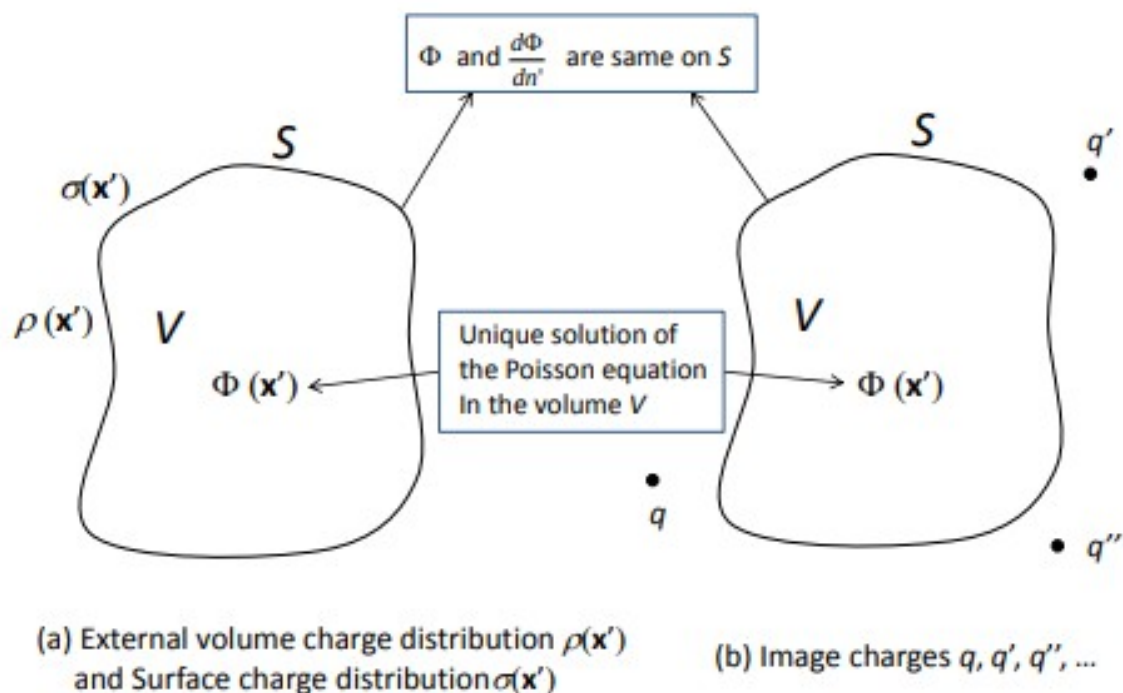 Φ and dΦ/dn' are same on S
S
S
q'
σ(x')
ρ (x')
V
V
Unique solution of
the Poisson equation
In the volume V
Φ (x')
Φ (x')
q
q''
(a) External volume charge distribution ρ(x')
and Surface charge distribution σ(x')
(b) Image charges q, q', q'', ...